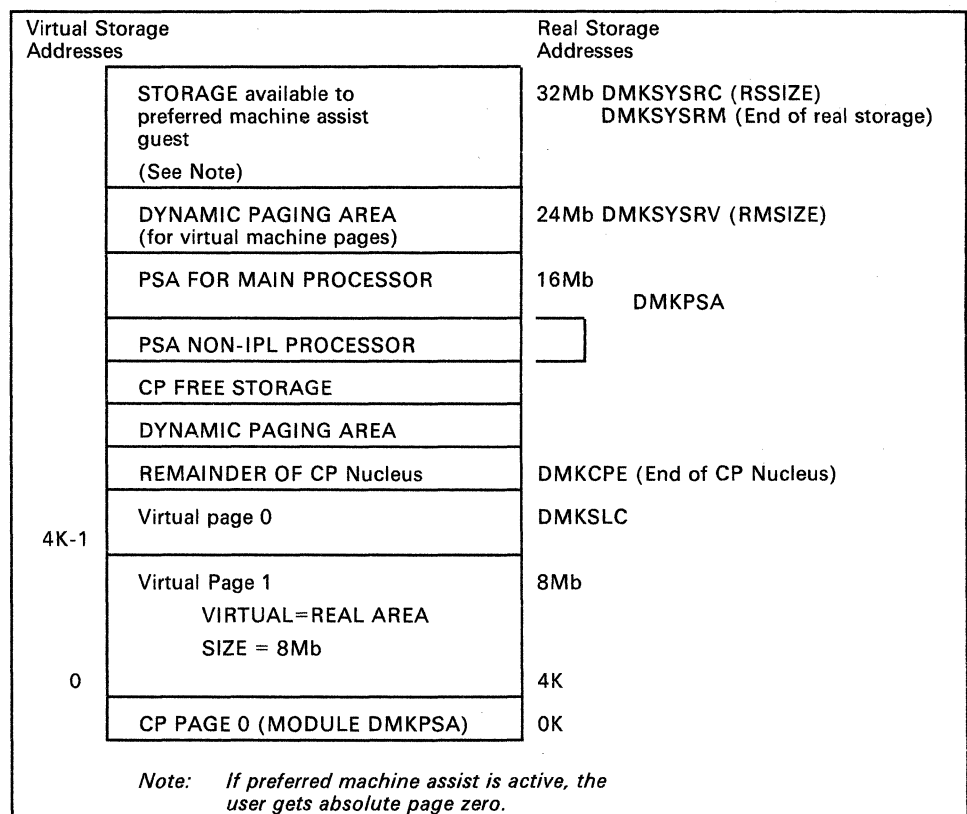 Virtual Storage
Addresses
Real Storage
Addresses
STORAGE available to
preferred machine assist
guest
(See Note)
32Mb DMKSYSRC (RSSIZE)
DMKSYSRM (End of real storage)
DYNAMIC PAGING AREA
(for virtual machine pages)
24Mb DMKSYSRV (RMSIZE)
PSA FOR MAIN PROCESSOR
16Mb
DMKPSA
PSA NON-IPL PROCESSOR
CP FREE STORAGE
DYNAMIC PAGING AREA
REMAINDER OF CP Nucleus
DMKCPE (End of CP Nucleus)
Virtual page 0
DMKSLC
4K-1
Virtual Page 1
8Mb
VIRTUAL=REAL AREA
SIZE = 8Mb
0
4K
CP PAGE 0 (MODULE DMKPSA)
0K
Note: If preferred machine assist is active, the
user gets absolute page zero.